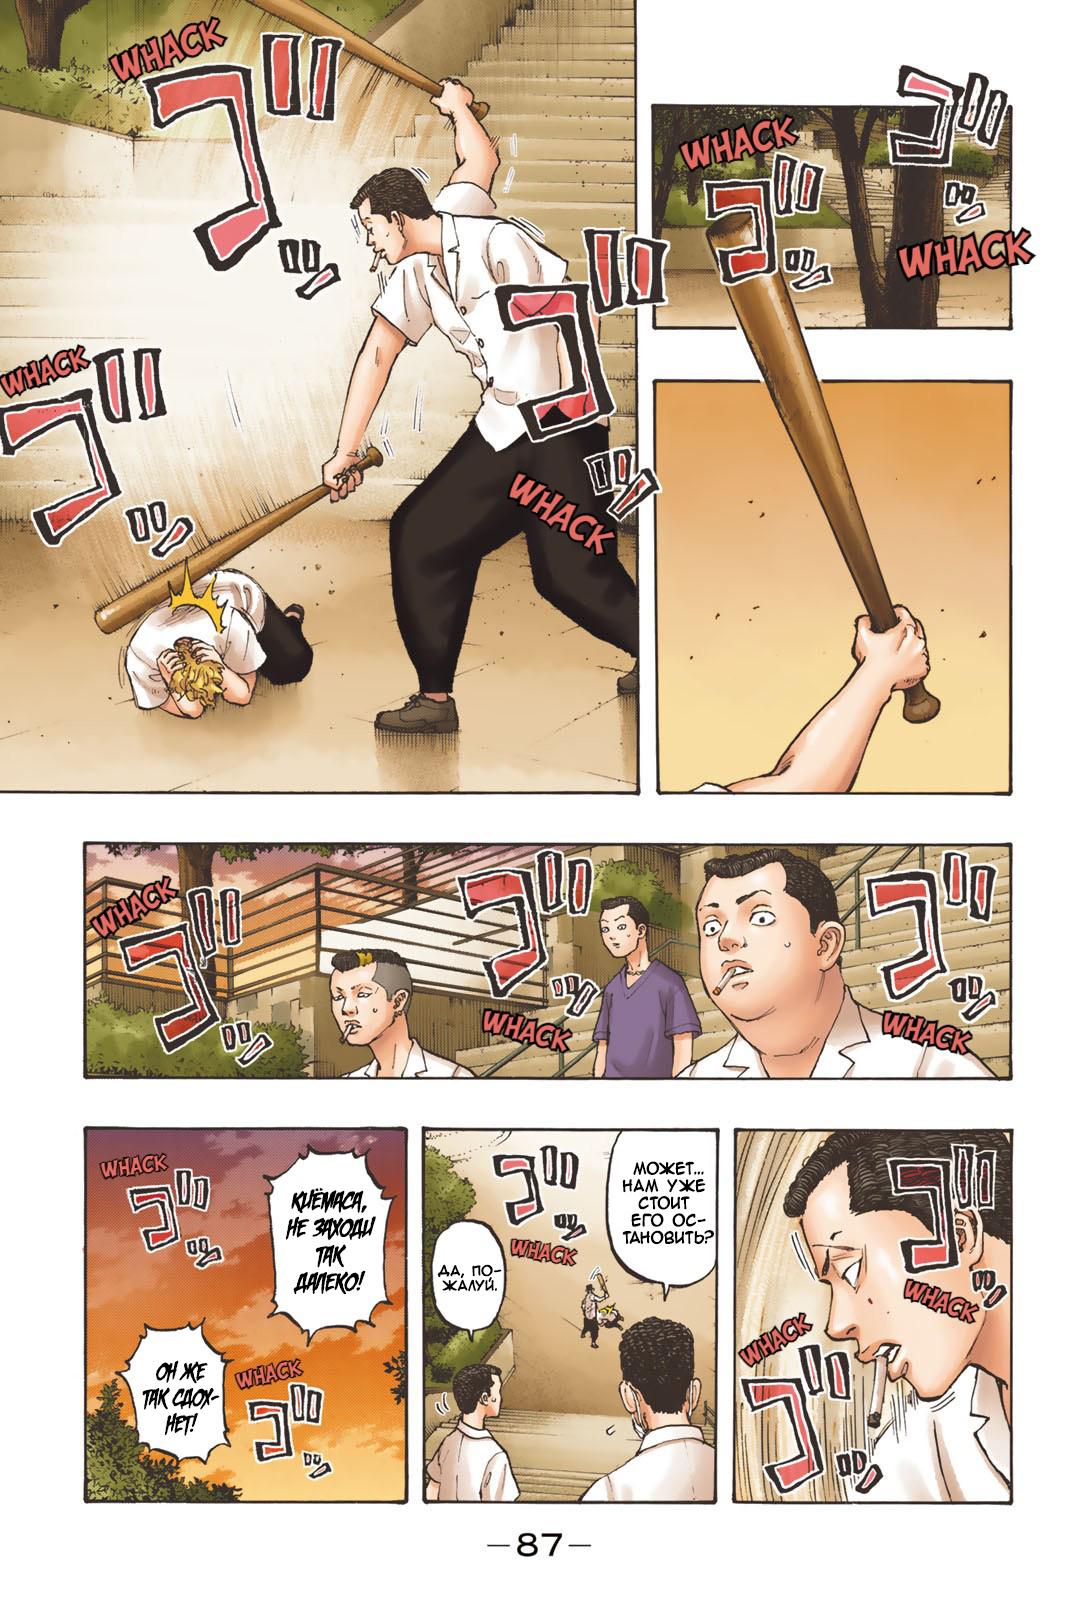 WHACK
ゴ"ッ
ゴ"ッ
WHACK
WHACK
ゴ"ッ
WHACK
ゴ"ッ
WHACK
ゴ"ッ
WHACK
ゴ"ッ
WHACK
ゴ"ッ
WHACK
ゴ"ッ
WHACK
ゴ"ッ
WHACK
ゴ"ッ
WHACK
ゴ"ッ
WHACK
МОЖЕТ...
НАМ УЖЕ
СТОИТ
ЕГО ОС-
ТАНОВИТЬ?
ゴ"ッ
WHACK
ДА, ПО-
ЖАЛУЙ.
КИЁМАСА,
НЕ ЗАХОДИ
ТАК
ДАЛЕКО!
WHACK
ゴ"ッ
ОН ЖЕ
ТАК СДОХ-
НЕТ!
WHACK
ゴ"ッ
－87－